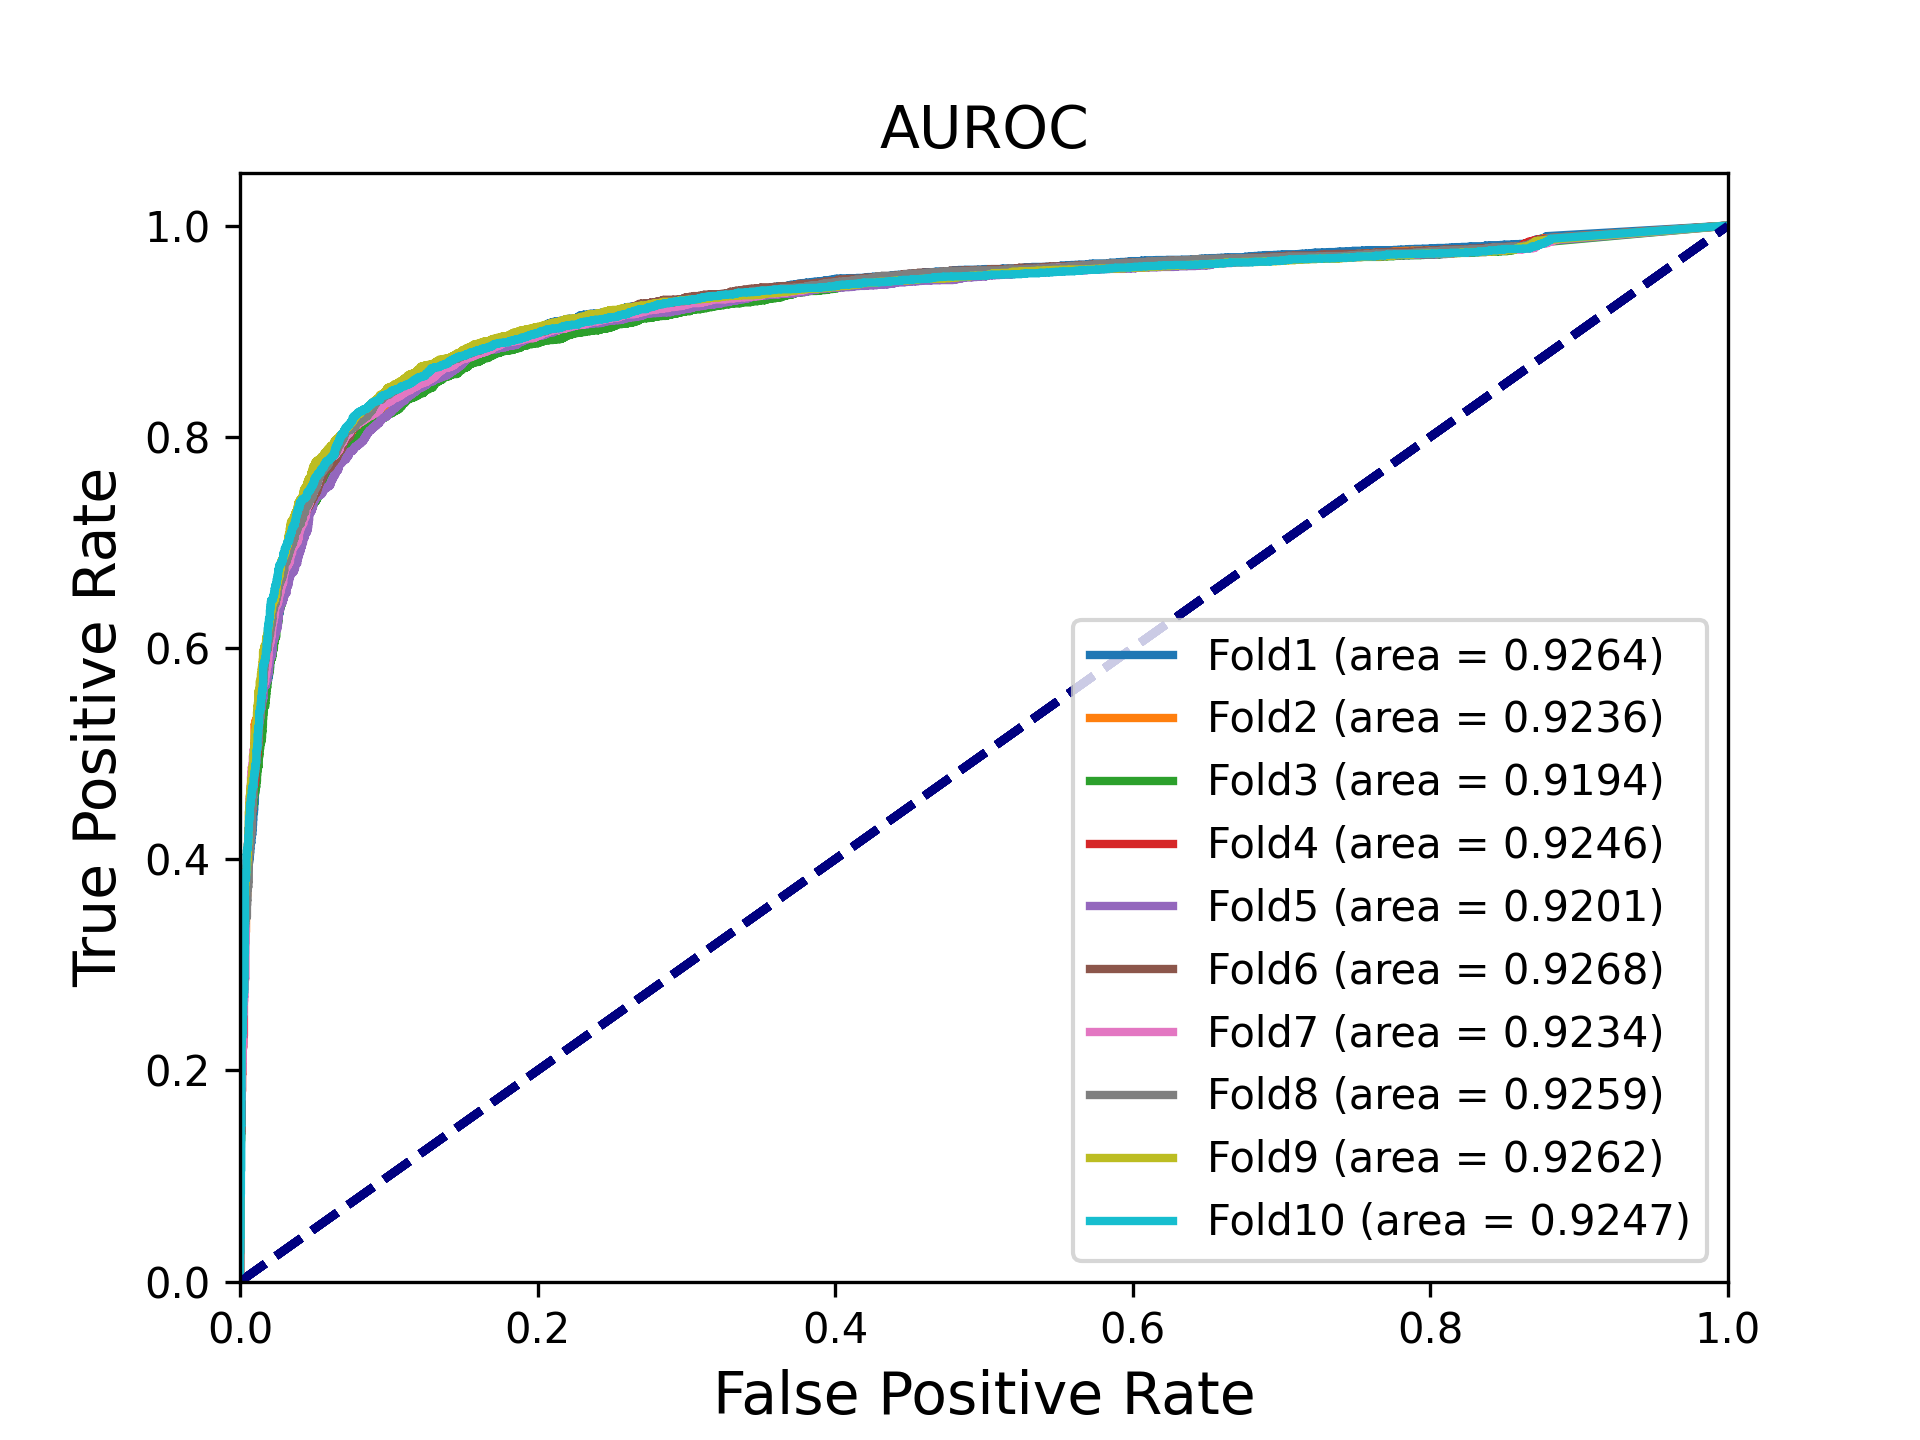 AUROC
True Positive Rate
1.0
0.8
0.6
0.4
0.2
0.0
Fold1 (area = 0.9264)
Fold2 (area = 0.9236)
Fold3 (area = 0.9194)
Fold4 (area = 0.9246)
Fold5 (area = 0.9201)
Fold6 (area = 0.9268)
Fold7 (area = 0.9234)
Fold8 (area = 0.9259)
Fold9 (area = 0.9262)
Fold10 (area = 0.9247)
0.0 0.2 0.4 0.6 0.8 1.0
False Positive Rate